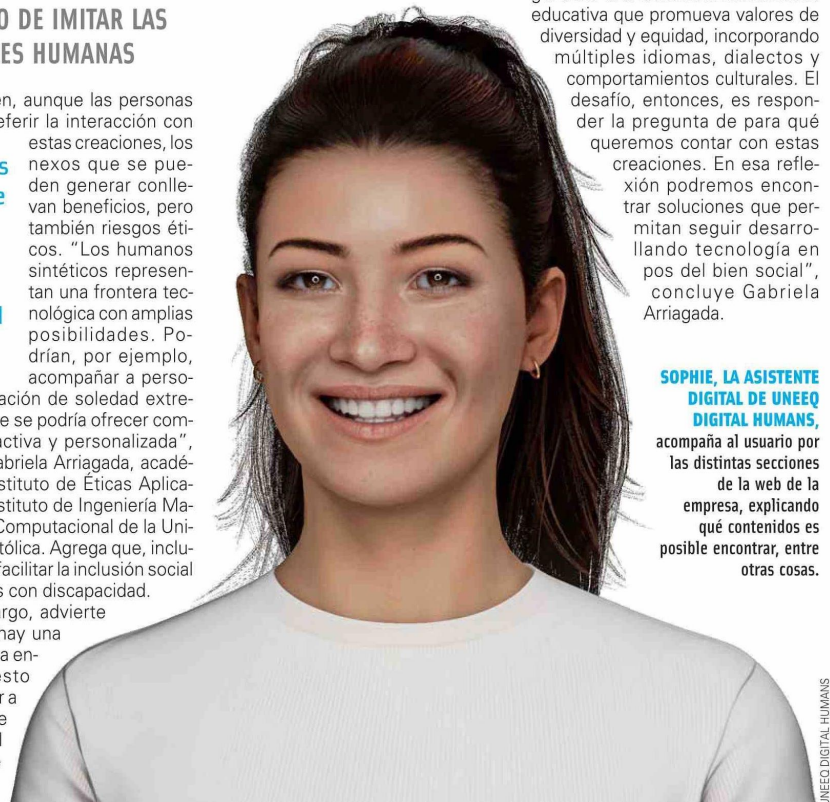 O DE IMITAR LAS
ES HUMANAS
en, aunque las personas
eferir la interacción con
estas creaciones, los
nexos que se pue-
den generar conlle-
van beneficios, pero
también riesgos éti-
cos. “Los humanos
sintéticos represen-
tan una frontera tec-
nológica con amplias
posibilidades. Po-
drían, por ejemplo,
acompañar a perso-
ación de soledad extre-
e se podría ofrecer com-
activa y personalizada”,
abriela Arriagada, acadé-
stituto de Éticas Aplica-
stituto de Ingeniería Ma-
Computacional de la Uni-
tólica. Agrega que, inclu-
facilitar la inclusión social
s con discapacidad.
argo, advierte
hay una
a en-
esto
r a
e
s
e
l
educativa que promueva valores de
diversidad y equidad, incorporando
múltiples idiomas, dialectos y
comportamientos culturales. El
desafío, entonces, es respon-
der la pregunta de para qué
queremos contar con estas
creaciones. En esa refle-
xión podremos encon-
trar soluciones que per-
mitan seguir desarro-
llando tecnología en
pos del bien social”,
concluye Gabriela
Arriagada.
SOPHIE, LA ASISTENTE
DIGITAL DE UNEEQ
DIGITAL HUMANS,
acompaña al usuario por
las distintas secciones
de la web de la
empresa, explicando
qué contenidos es
posible encontrar, entre
otras cosas.
UNEEQ DIGITAL HUMANS